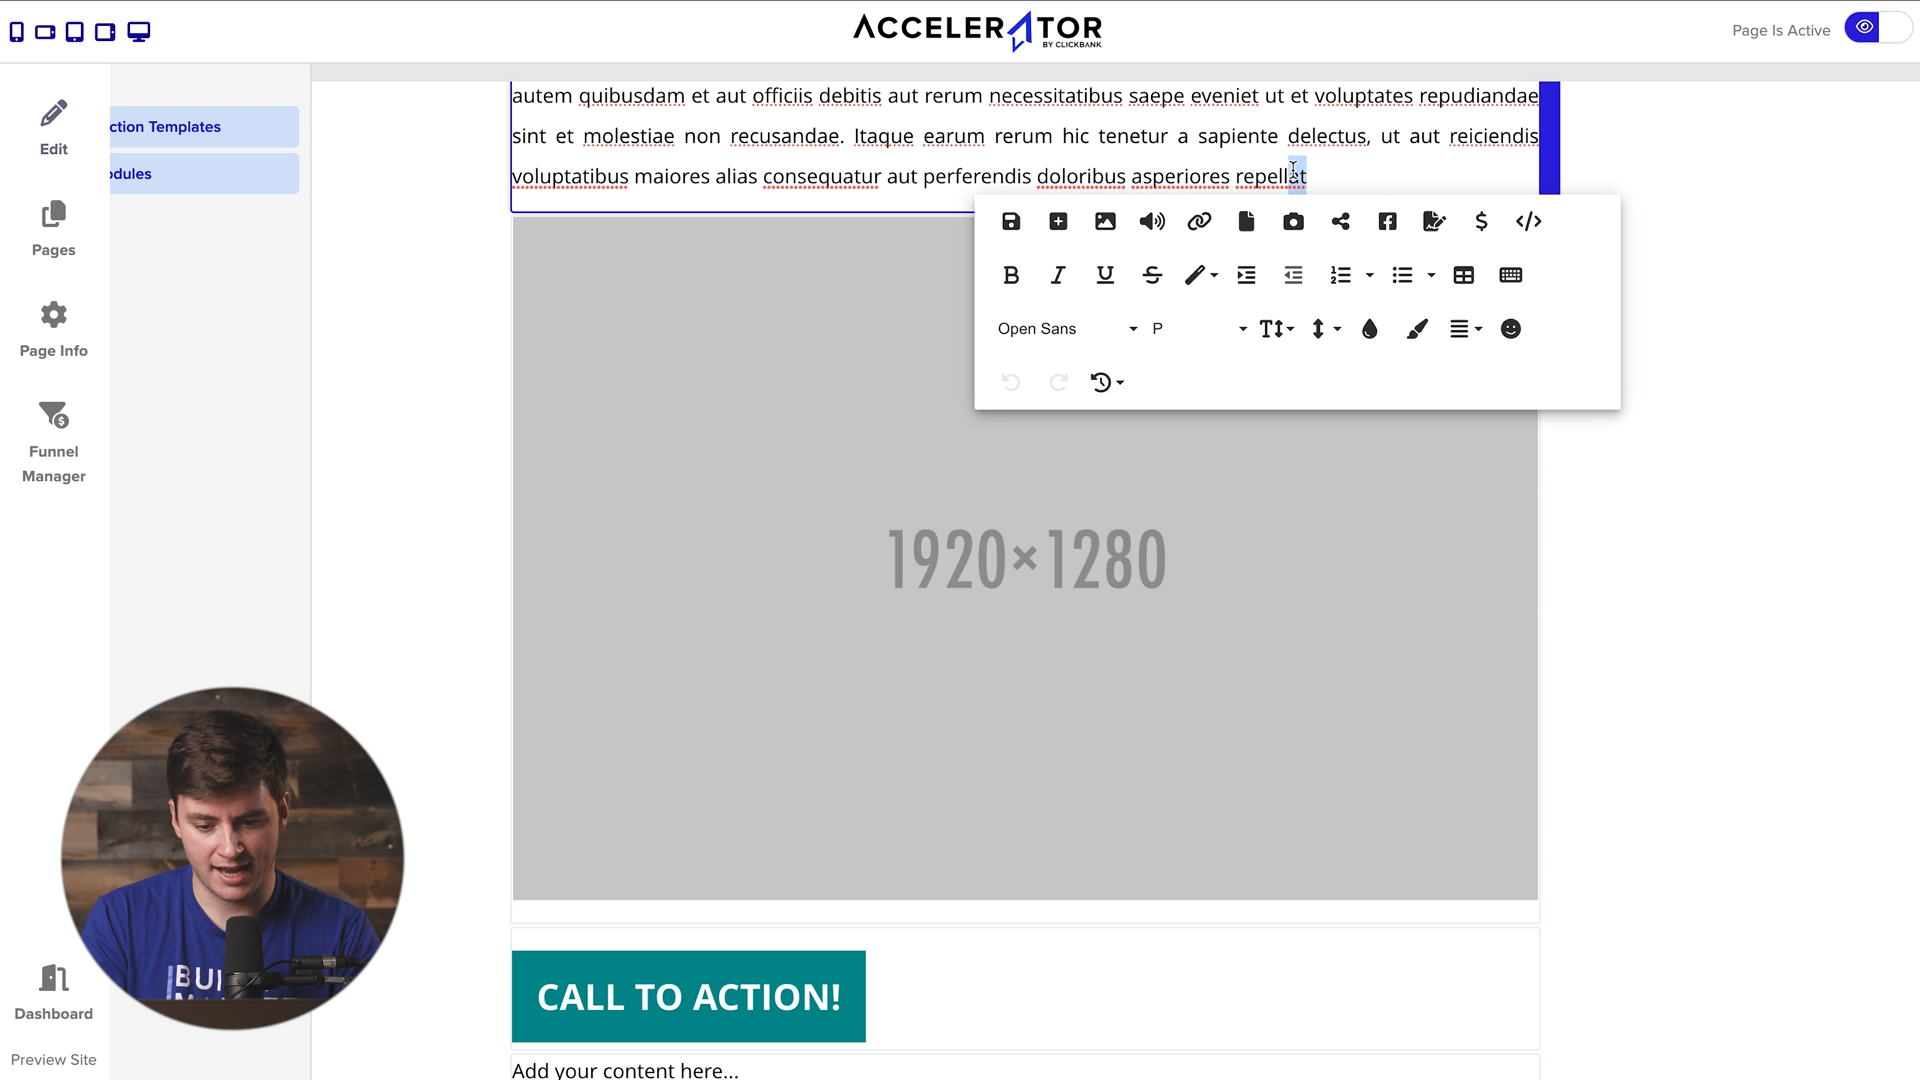 ACCELERATOR
BY CLICKBANK
Page Is Active
Edit
ction Templates
odules
Pages
Page Info
Funnel
Manager
Dashboard
Preview Site
autem quibusdam et aut officiis debitis aut rerum necessitatibus saepe eveniet ut et voluptates repudiandae
sint et molestiae non recusandae. Itaque earum rerum hic tenetur a sapiente delectus, ut aut reiciendis
voluptatibus maiores alias consequatur aut perferendis doloribus asperiores repellat
Open Sans
P
1920×1280
CALL TO ACTION!
Add your content here...
BU